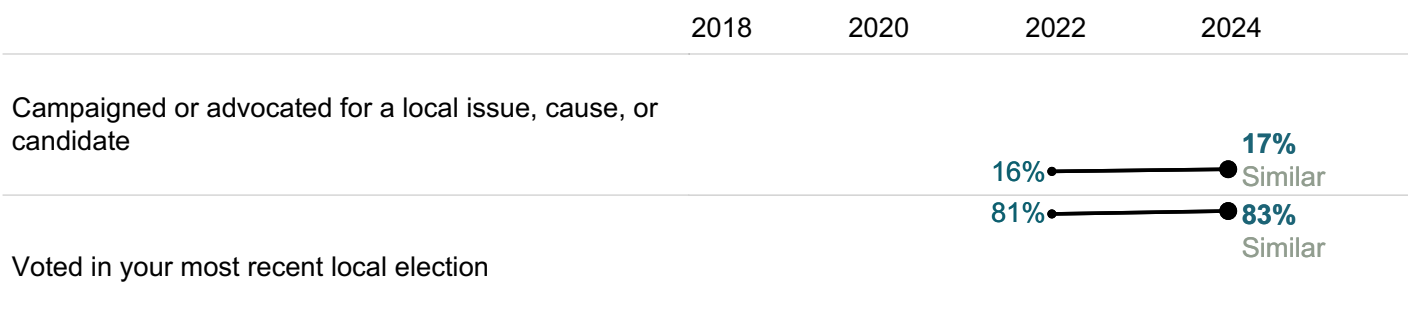 2018 2020 2022 2024
Campaigned or advocated for a local issue, cause, or
candidate
17%
16%
Similar
81%
83%
Similar
Voted in your most recent local election